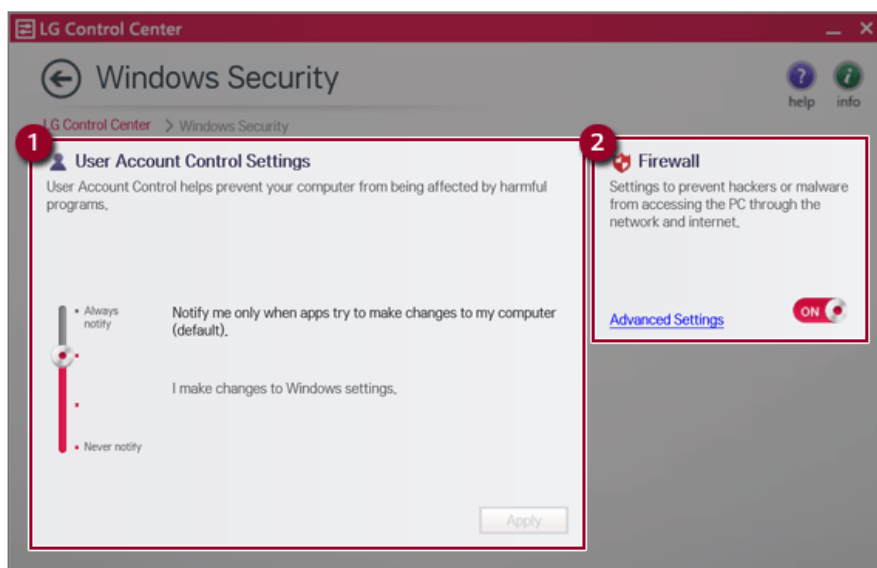 LG Control Center
Windows Security
help
info
LG Control Center > Windows Security
1
User Account Control Settings
User Account Control helps prevent your computer from being affected by harmful
programs.
Always
notify
Notify me only when apps try to make changes to my computer
(default).
I make changes to Windows settings.
Never notify
Apply
2
Firewall
Settings to prevent hackers or malware
from accessing the PC through the
network and internet.
Advanced Settings
ON